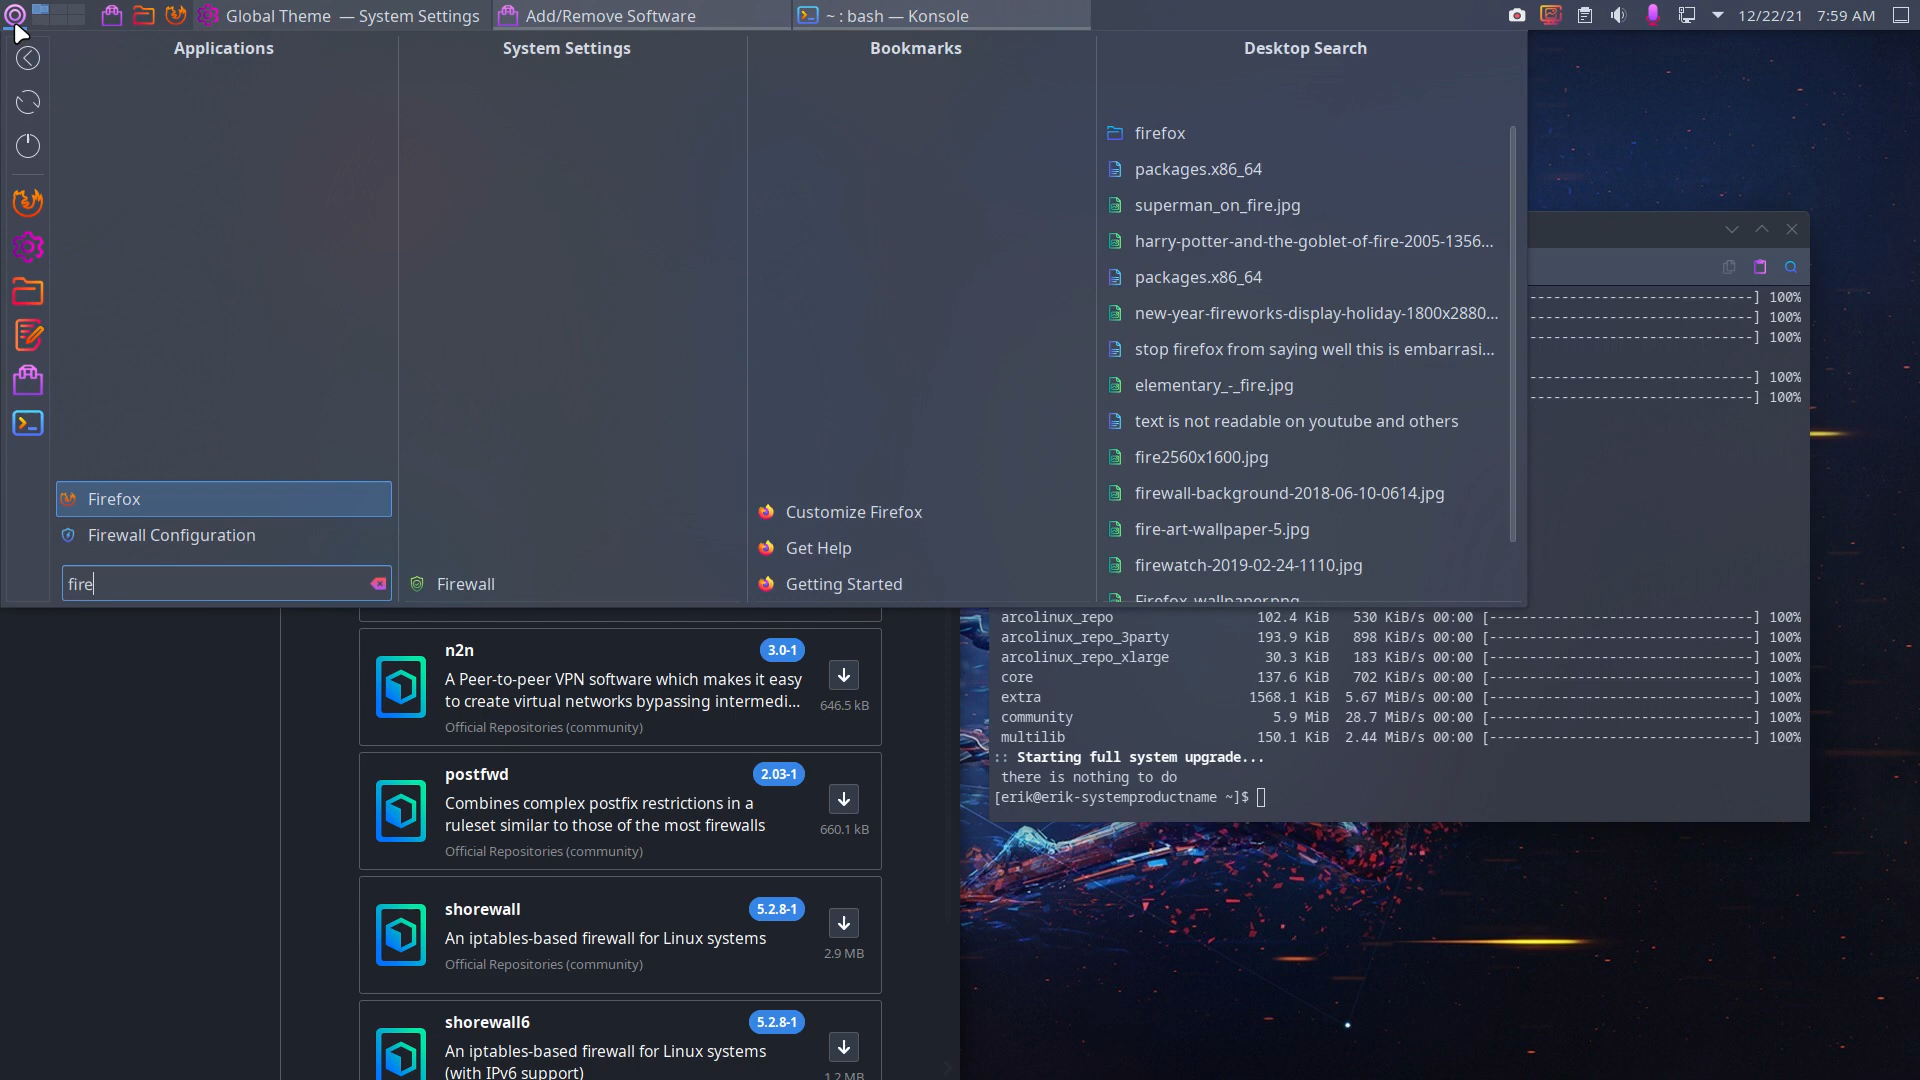 Global Theme — System Settings
Add/Remove Software
~ : bash — Konsole
12/22/21 7:59 AM
Applications
System Settings
Bookmarks
Desktop Search
firefox
packages.x86_64
superman_on_fire.jpg
harry-potter-and-the-goblet-of-fire-2005-1356...
packages.x86_64
new-year-fireworks-display-holiday-1800x2880...
stop firefox from saying well this is embarrasi...
elementary_-_fire.jpg
text is not readable on youtube and others
fire2560x1600.jpg
firewall-background-2018-06-10-0614.jpg
fire-art-wallpaper-5.jpg
firewatch-2019-02-24-1110.jpg
Firefox_wallpaper.png
Firefox
Firewall Configuration
fire
Firewall
Customize Firefox
Get Help
Getting Started
--------------------------------] 100%
--------------------------------] 100%
--------------------------------] 100%
--------------------------------] 100%
--------------------------------] 100%
arcolinux_repo 102.4 KiB 530 KiB/s 00:00 [--------------------------------] 100%
arcolinux_repo_3party 193.9 KiB 898 KiB/s 00:00 [--------------------------------] 100%
arcolinux_repo_xlarge 30.3 KiB 183 KiB/s 00:00 [--------------------------------] 100%
core 137.6 KiB 702 KiB/s 00:00 [--------------------------------] 100%
extra 1568.1 KiB 5.67 MiB/s 00:00 [--------------------------------] 100%
community 5.9 MiB 28.7 MiB/s 00:00 [--------------------------------] 100%
multilib 150.1 KiB 2.44 MiB/s 00:00 [--------------------------------] 100%
:: Starting full system upgrade...
there is nothing to do
[erik@erik-systemproductname ~]$
n2n
3.0-1
A Peer-to-peer VPN software which makes it easy
to create virtual networks bypassing intermedi...
646.5 kB
Official Repositories (community)
postfwd
2.03-1
Combines complex postfix restrictions in a
ruleset similar to those of the most firewalls
660.1 kB
Official Repositories (community)
shorewall
5.2.8-1
An iptables-based firewall for Linux systems
2.9 MB
Official Repositories (community)
shorewall6
5.2.8-1
An iptables-based firewall for Linux systems
(with IPv6 support)
1.2 MB